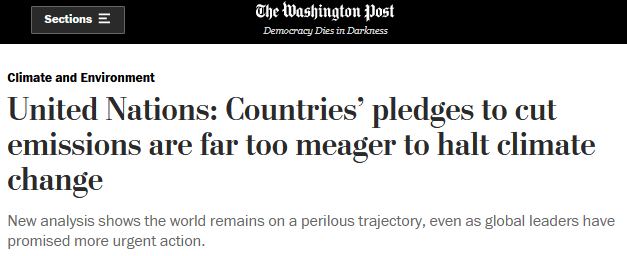 Sections
The Washington Post
Democracy Dies in Darkness
Climate and Environment
United Nations: Countries’ pledges to cut
emissions are far too meager to halt climate
change
New analysis shows the world remains on a perilous trajectory, even as global leaders have
promised more urgent action.